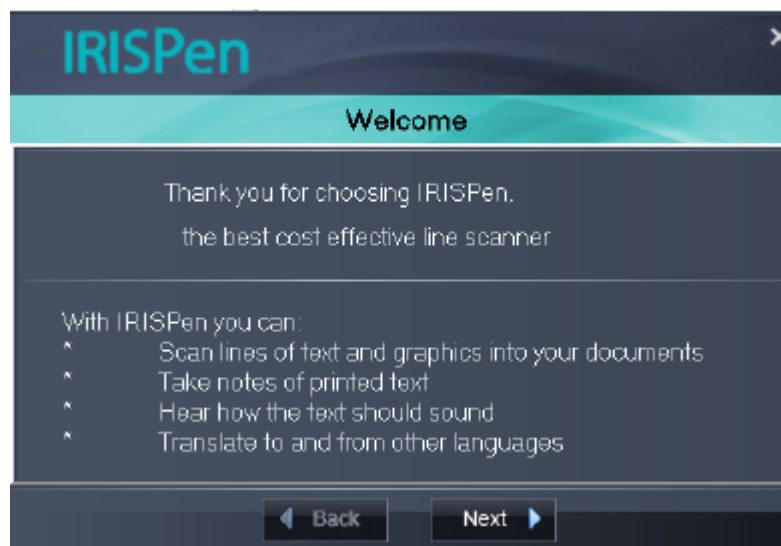 IRISPen
Welcome
Thank you for choosing IRISPen,
the best cost effective line scanner
With IRISPen you can:
* Scan lines of text and graphics into your documents
* Take notes of printed text
* Hear how the text should sound
* Translate to and from other languages
Back Next